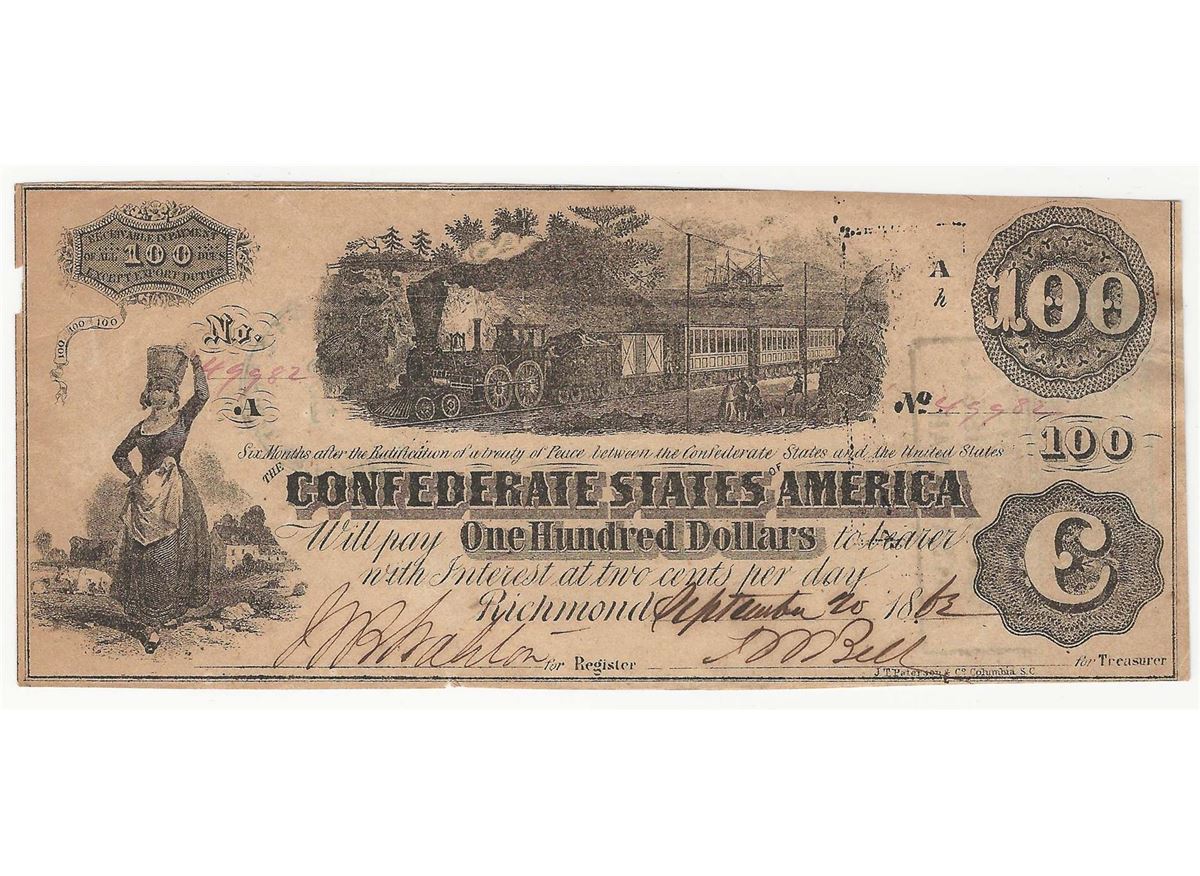 RECEIVABLE IN PAYMENT
OF ALL 100 DUES
EXCEPT EXPORT DUTIES
100 100 100
No.
49982
A
A
h
100
No 49982
100
Six Months after the Ratification of a treaty of Peace between the Confederate States and the United States
THE CONFEDERATE STATES OF AMERICA
Will pay One Hundred Dollars to bearer
with Interest at two cents per day
Richmond September 20 1862
C
for Register
J. T. Paterson & Co. Columbia S.C
for Treasurer